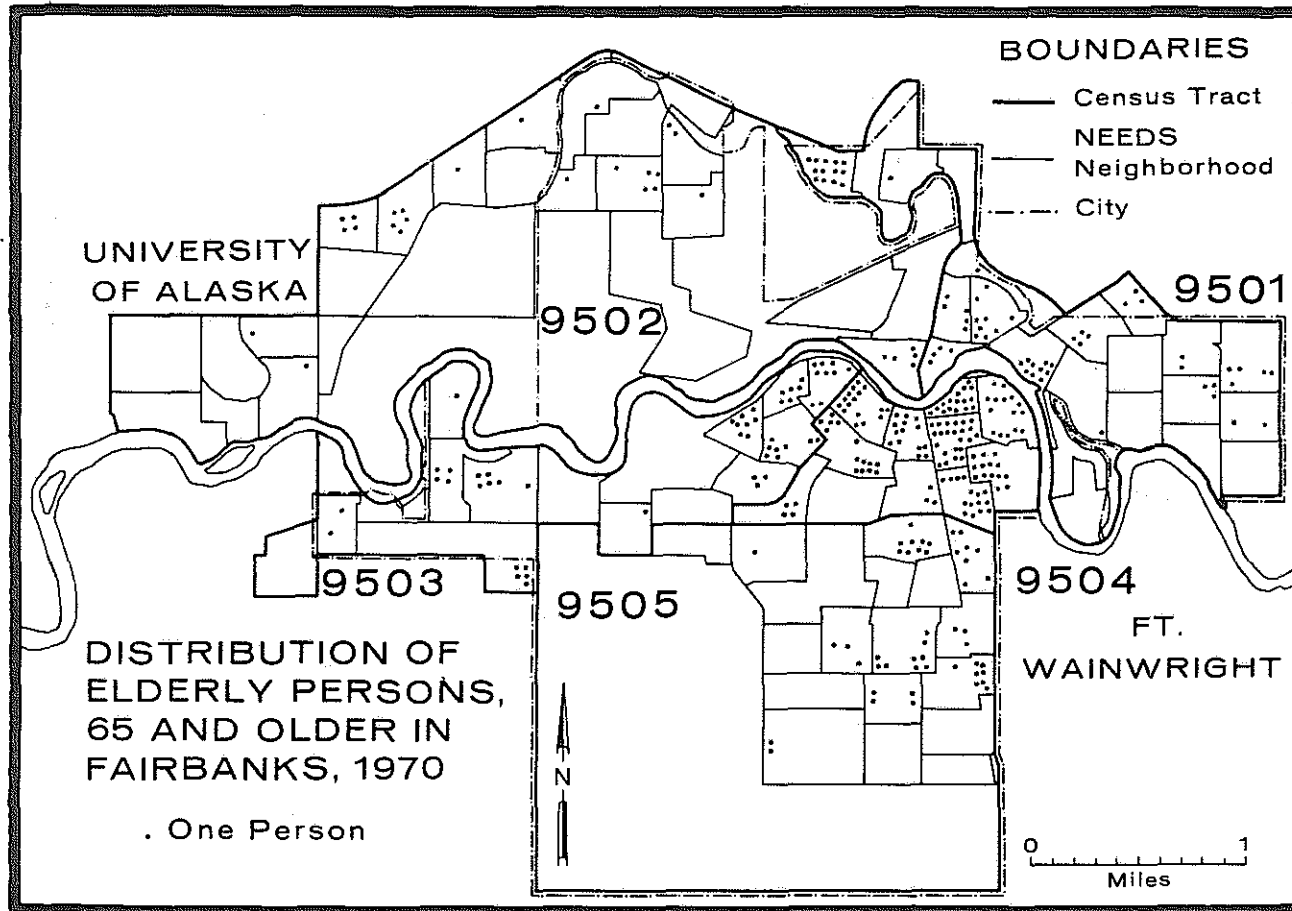 BOUNDARIES
Census Tract
NEEDS
Neighborhood
City
UNIVERSITY
OF ALASKA
9501
9502
9503
9505
9504
FT.
WAINWRIGHT
DISTRIBUTION OF
ELDERLY PERSONS,
65 AND OLDER IN
FAIRBANKS, 1970
. One Person
N
0 1
Miles